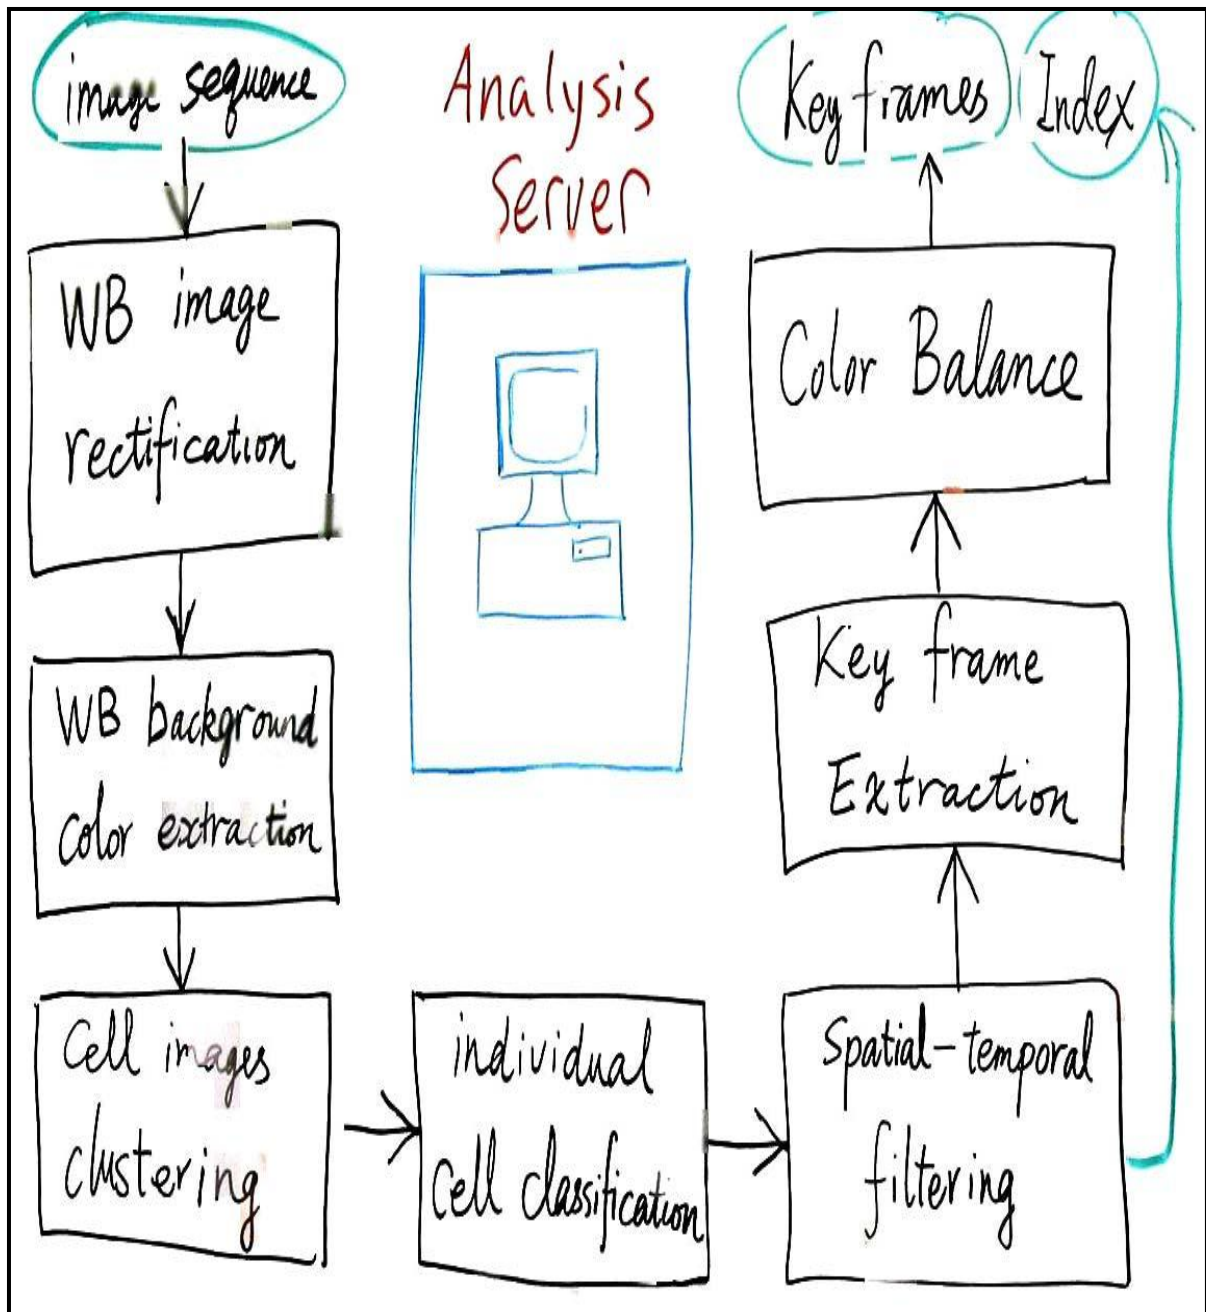 image sequence
WB image
rectification
WB background
color extraction
Cell images
clustering
individual
Cell classification
Spatial-temporal
filtering
Key frame
Extraction
Color Balance
Key frames
Index
Analysis
Server